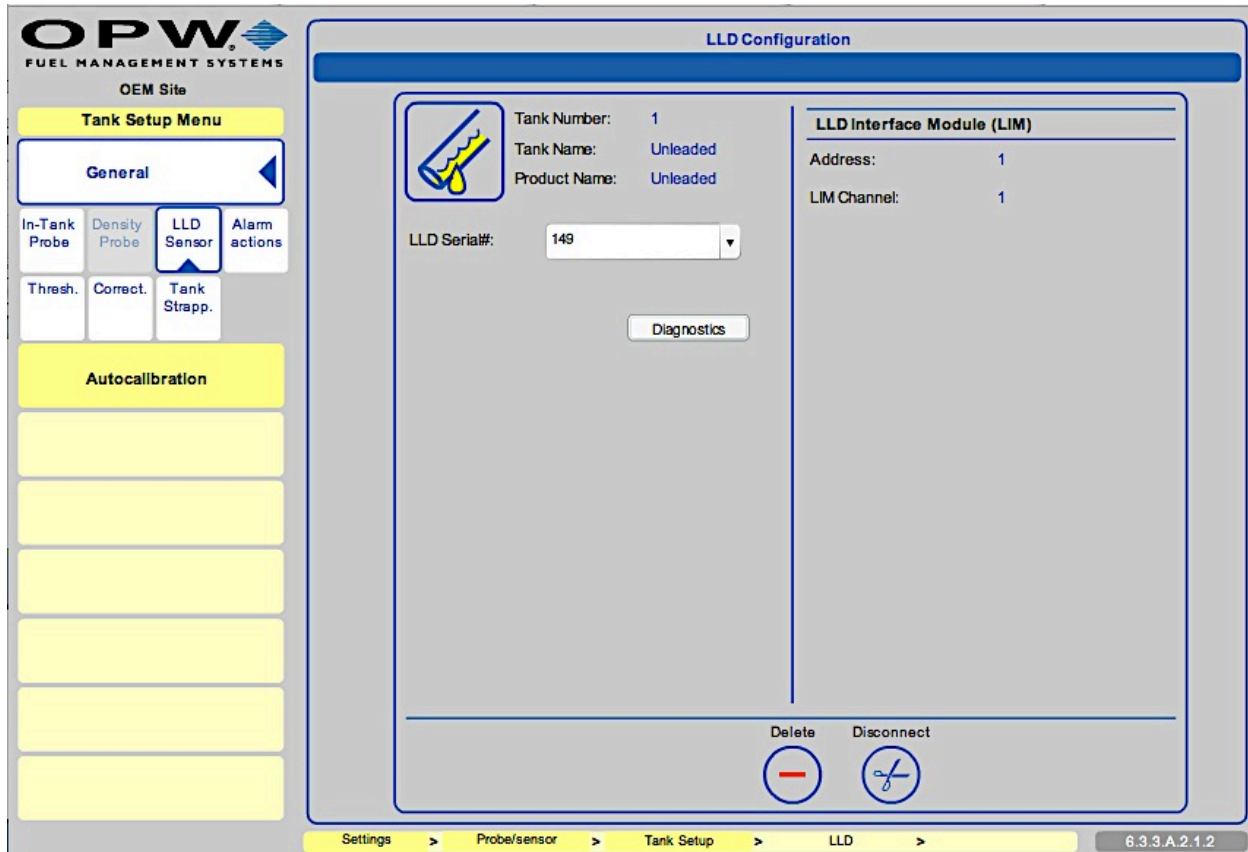 OPW
FUEL MANAGEMENT SYSTEMS
OEM Site
Tank Setup Menu
General
In-Tank Probe
Density Probe
LLD Sensor
Alarm actions
Thresh.
Correct.
Tank Strapp.
Autocalibration
LLD Configuration
Tank Number: 1
Tank Name: Unleaded
Product Name: Unleaded
LLD Serial#: 149
Diagnostics
LLD Interface Module (LIM)
Address: 1
LIM Channel: 1
Delete Disconnect
Settings > Probe/sensor > Tank Setup > LLD > 6.3.3.A.2.1.2